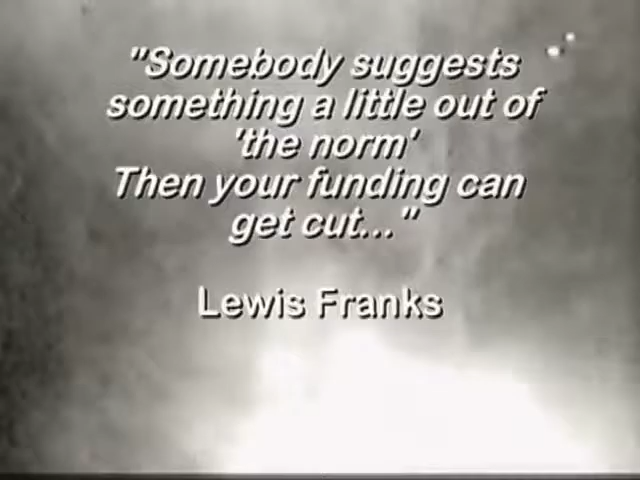 "Somebody suggests
something a little out of
'the norm'
Then your funding can
get cut..."
Lewis Franks